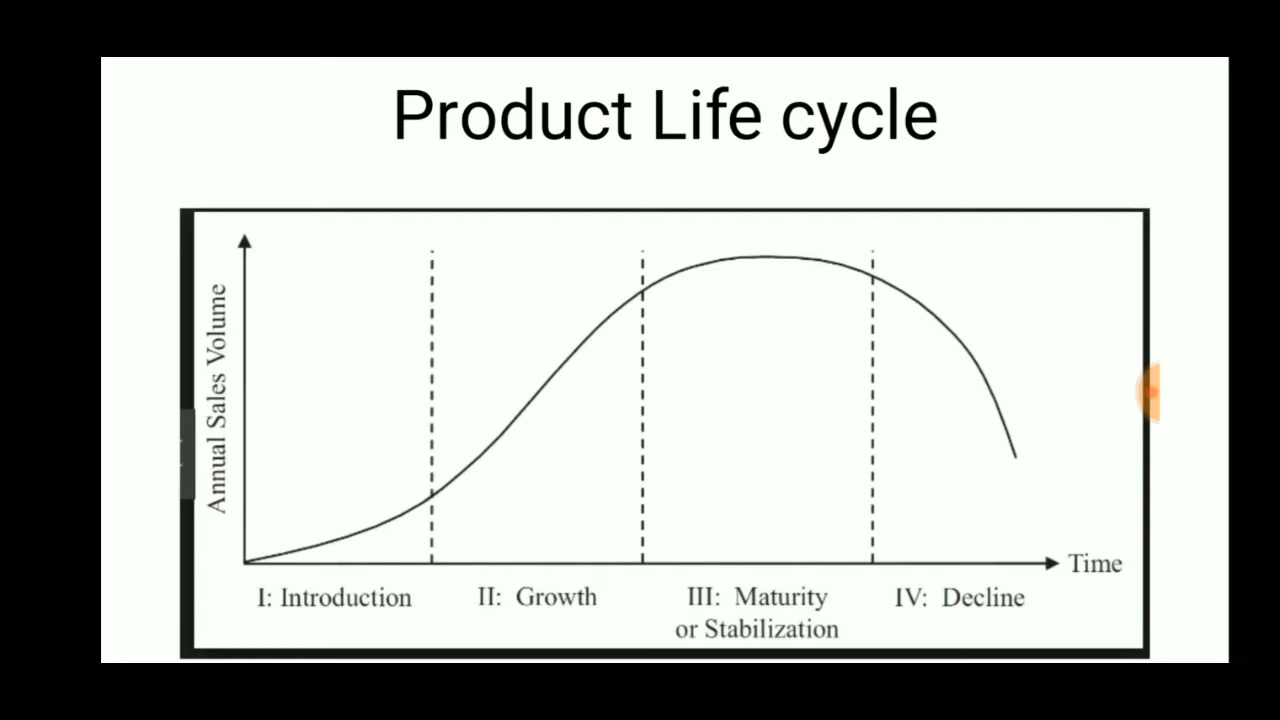 Product Life cycle
Annual Sales Volume
Time
I: Introduction
II: Growth
III: Maturity
or Stabilization
IV: Decline